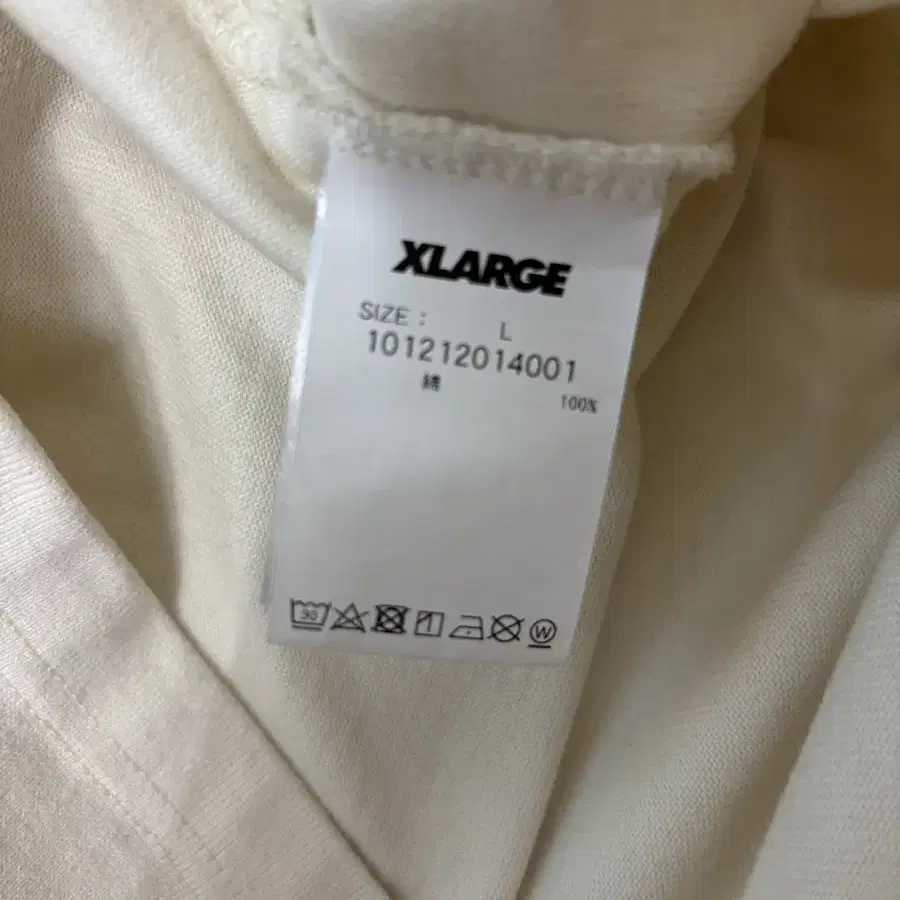 XLARGE
SIZE : L
101212014001
綿 100%
30
W